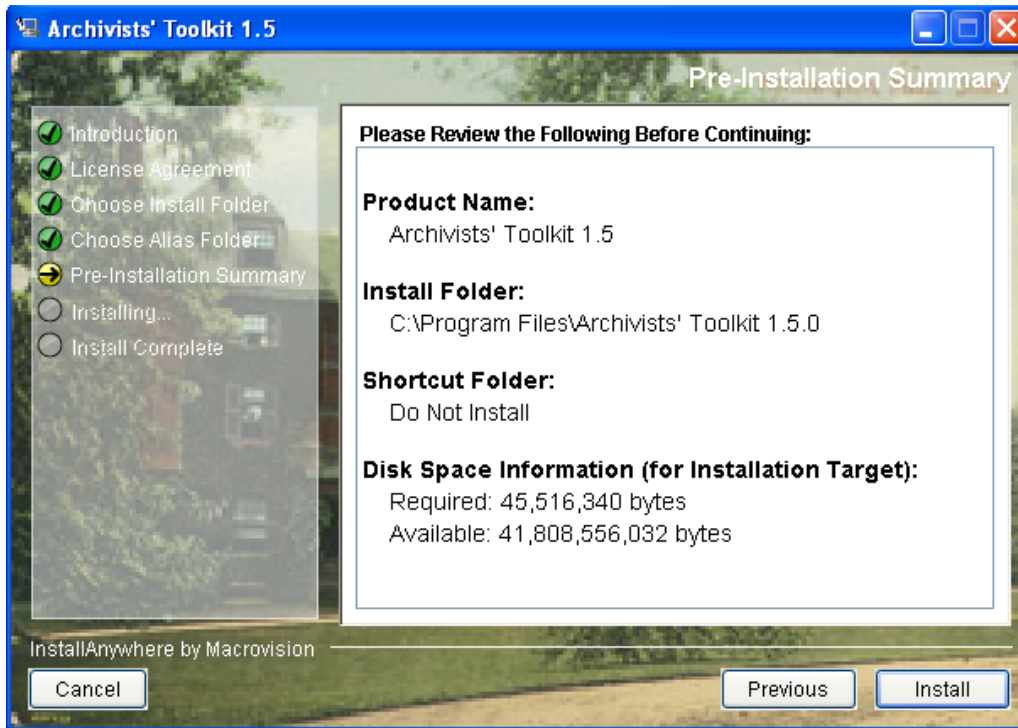 Archivists' Toolkit 1.5
Pre-Installation Summary
Introduction
License Agreement
Choose Install Folder
Choose Alias Folder
Pre-Installation Summary
Installing...
Install Complete
Please Review the Following Before Continuing:
Product Name:
Archivists' Toolkit 1.5
Install Folder:
C:\Program Files\Archivists' Toolkit 1.5.0
Shortcut Folder:
Do Not Install
Disk Space Information (for Installation Target):
Required: 45,516,340 bytes
Available: 41,808,556,032 bytes
InstallAnywhere by Macrovision
Cancel
Previous
Install